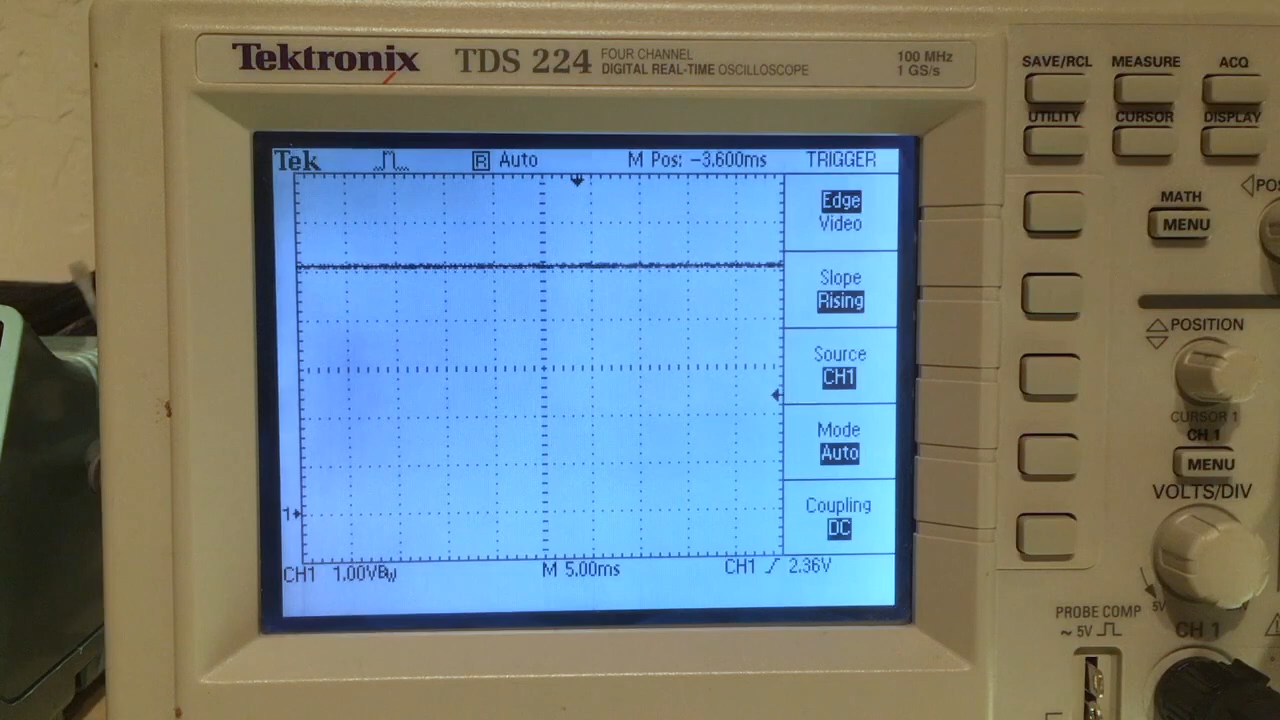 Tektronix TDS 224 FOUR CHANNEL DIGITAL REAL-TIME OSCILLOSCOPE
100 MHz
1 GS/s
SAVE/RCL MEASURE ACQ
UTILITY CURSOR DISPLAY
Tek R Auto M Pos: -3.600ms TRIGGER
Edge
Video
Slope
Rising
Source
CH1
Mode
Auto
Coupling
DC
1
CH1 1.00VBW M 5.00ms CH1 2.36V
MATH
MENU
POSITION
CURSOR 1
CH 1
MENU
VOLTS/DIV
5V
CH 1
PROBE COMP
~ 5V